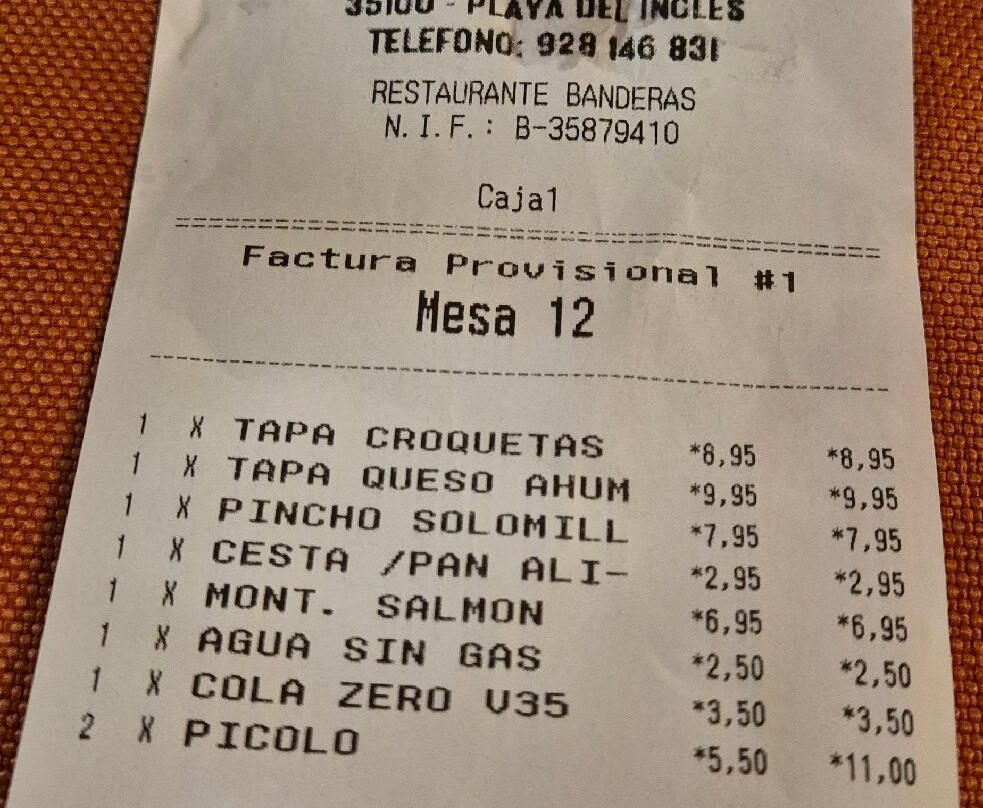 35100 - PLAYA DEL INGLES
TELEFONO: 928 146 831
RESTAURANTE BANDERAS
N.I.F.: B-35879410
Caja1
Factura Provisional #1
Mesa 12
1 X TAPA CROQUETAS *8,95 *8,95
1 X TAPA QUESO AHUM *9,95 *9,95
1 X PINCHO SOLOMILL *7,95 *7,95
1 X CESTA /PAN ALI- *2,95 *2,95
1 X MONT. SALMON *6,95 *6,95
1 X AGUA SIN GAS *2,50 *2,50
1 X COLA ZERO V35 *3,50 *3,50
2 X PICOLO *5,50 *11,00